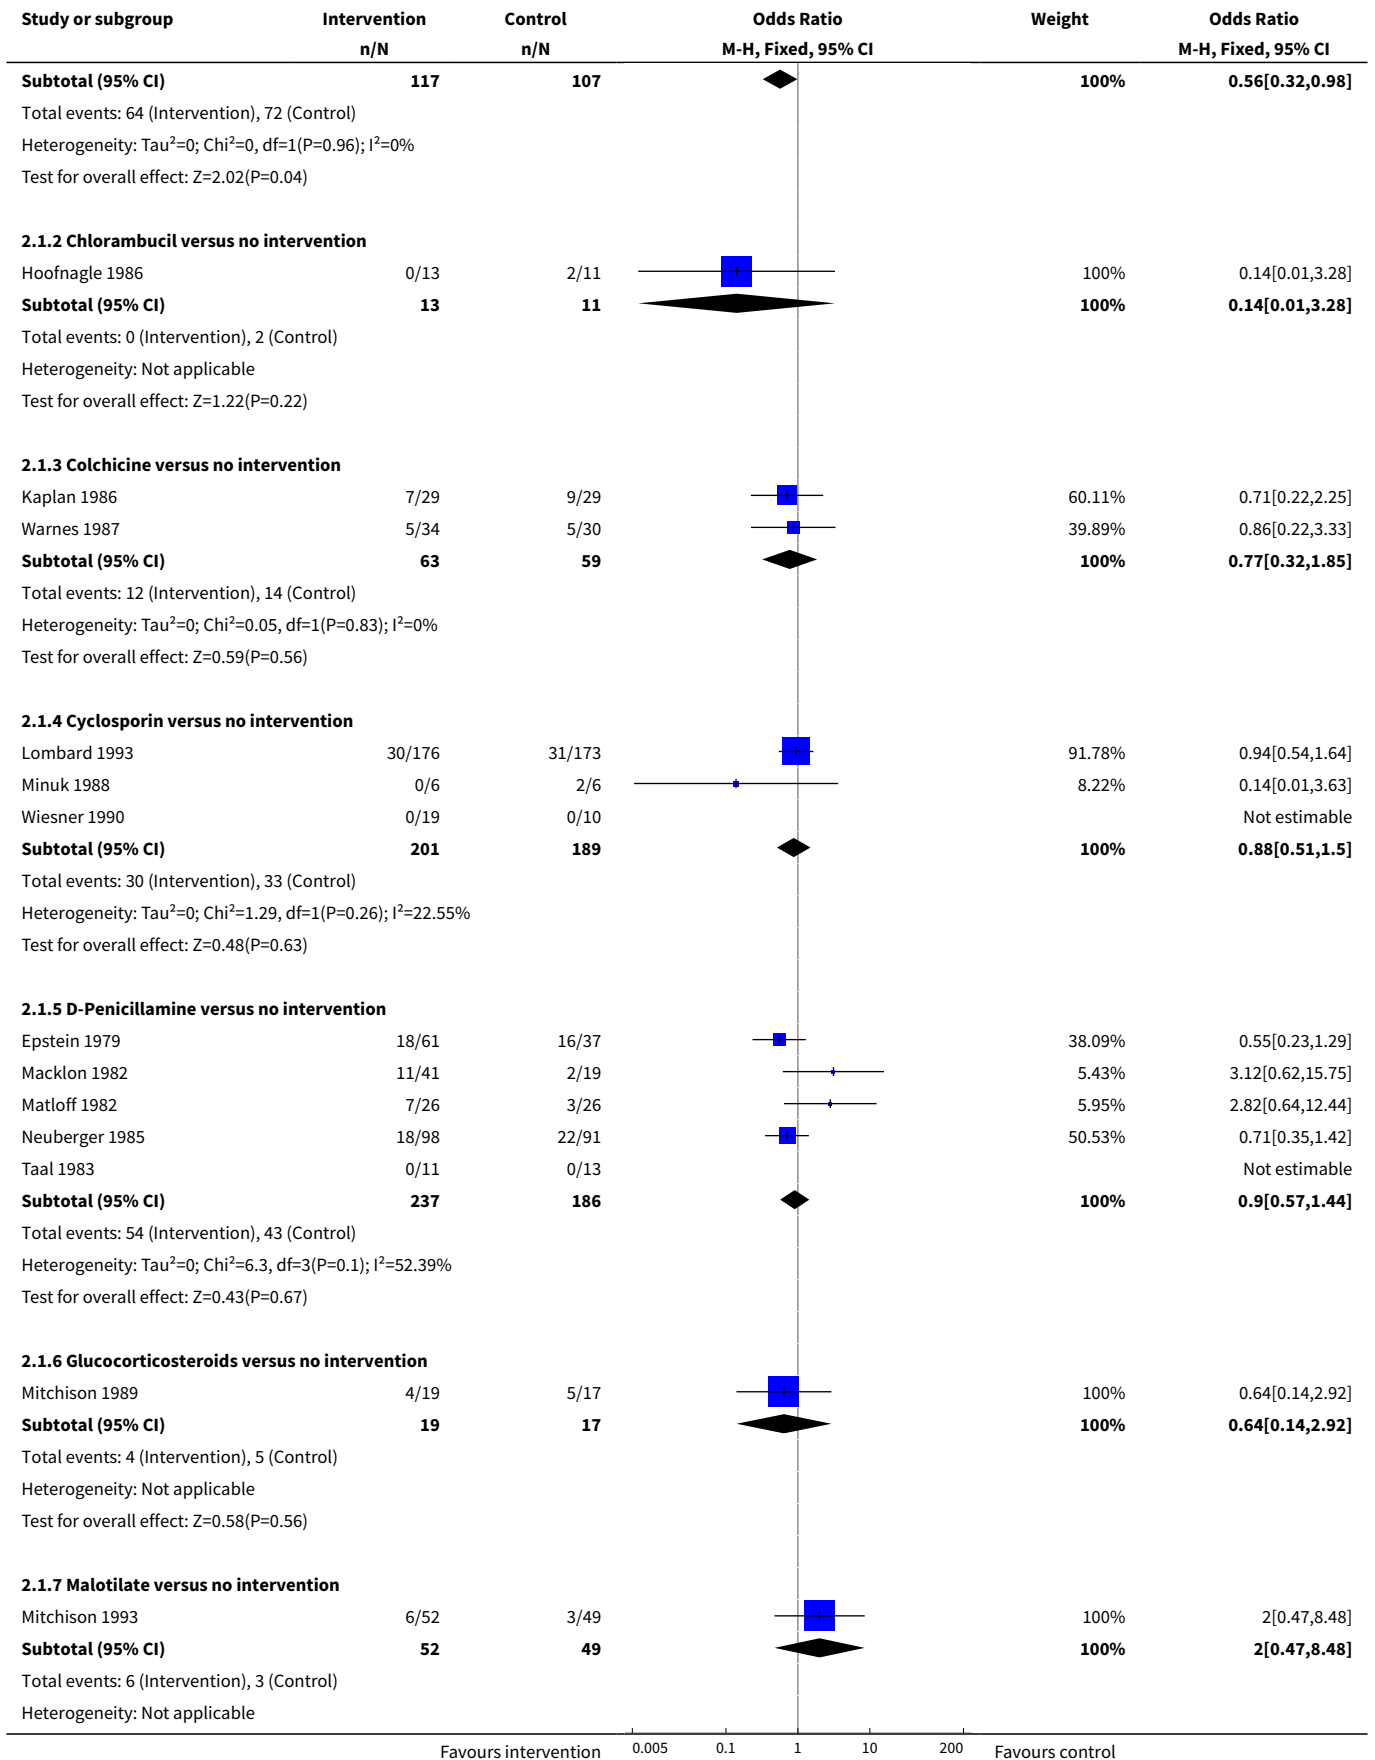 Study or subgroup Intervention Control Odds Ratio Weight Odds Ratio
n/N n/N M-H, Fixed, 95% CI M-H, Fixed, 95% CI
Subtotal (95% CI) 117 107 100% 0.56[0.32,0.98]
Total events: 64 (Intervention), 72 (Control)
Heterogeneity: Tau²=0; Chi²=0, df=1(P=0.96); I²=0%
Test for overall effect: Z=2.02(P=0.04)
2.1.2 Chlorambucil versus no intervention
Hoofnagle 1986 0/13 2/11 100% 0.14[0.01,3.28]
Subtotal (95% CI) 13 11 100% 0.14[0.01,3.28]
Total events: 0 (Intervention), 2 (Control)
Heterogeneity: Not applicable
Test for overall effect: Z=1.22(P=0.22)
2.1.3 Colchicine versus no intervention
Kaplan 1986 7/29 9/29 60.11% 0.71[0.22,2.25]
Warnes 1987 5/34 5/30 39.89% 0.86[0.22,3.33]
Subtotal (95% CI) 63 59 100% 0.77[0.32,1.85]
Total events: 12 (Intervention), 14 (Control)
Heterogeneity: Tau²=0; Chi²=0.05, df=1(P=0.83); I²=0%
Test for overall effect: Z=0.59(P=0.56)
2.1.4 Cyclosporin versus no intervention
Lombard 1993 30/176 31/173 91.78% 0.94[0.54,1.64]
Minuk 1988 0/6 2/6 8.22% 0.14[0.01,3.63]
Wiesner 1990 0/19 0/10 Not estimable
Subtotal (95% CI) 201 189 100% 0.88[0.51,1.5]
Total events: 30 (Intervention), 33 (Control)
Heterogeneity: Tau²=0; Chi²=1.29, df=1(P=0.26); I²=22.55%
Test for overall effect: Z=0.48(P=0.63)
2.1.5 D-Penicillamine versus no intervention
Epstein 1979 18/61 16/37 38.09% 0.55[0.23,1.29]
Macklon 1982 11/41 2/19 5.43% 3.12[0.62,15.75]
Matloff 1982 7/26 3/26 5.95% 2.82[0.64,12.44]
Neuberger 1985 18/98 22/91 50.53% 0.71[0.35,1.42]
Taal 1983 0/11 0/13 Not estimable
Subtotal (95% CI) 237 186 100% 0.9[0.57,1.44]
Total events: 54 (Intervention), 43 (Control)
Heterogeneity: Tau²=0; Chi²=6.3, df=3(P=0.1); I²=52.39%
Test for overall effect: Z=0.43(P=0.67)
2.1.6 Glucocorticosteroids versus no intervention
Mitchison 1989 4/19 5/17 100% 0.64[0.14,2.92]
Subtotal (95% CI) 19 17 100% 0.64[0.14,2.92]
Total events: 4 (Intervention), 5 (Control)
Heterogeneity: Not applicable
Test for overall effect: Z=0.58(P=0.56)
2.1.7 Malotilate versus no intervention
Mitchison 1993 6/52 3/49 100% 2[0.47,8.48]
Subtotal (95% CI) 52 49 100% 2[0.47,8.48]
Total events: 6 (Intervention), 3 (Control)
Heterogeneity: Not applicable
Favours intervention 0.005 0.1 1 10 200 Favours control